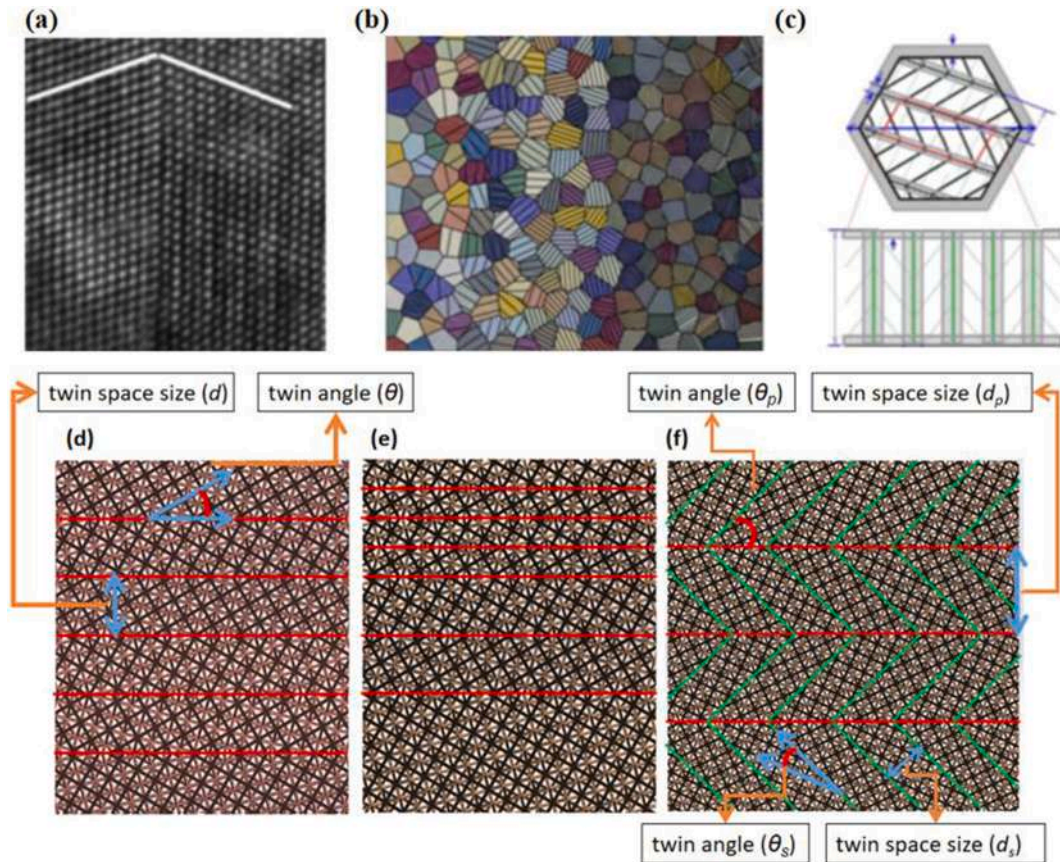 (a)
(b)
(c)
twin space size (d)
twin angle (θ)
twin angle (θp)
twin space size (dp)
(d)
(e)
(f)
twin angle (θs)
twin space size (ds)